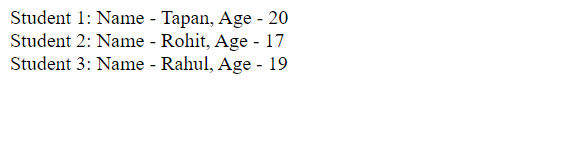 Student 1: Name - Tapan, Age - 20
Student 2: Name - Rohit, Age - 17
Student 3: Name - Rahul, Age - 19